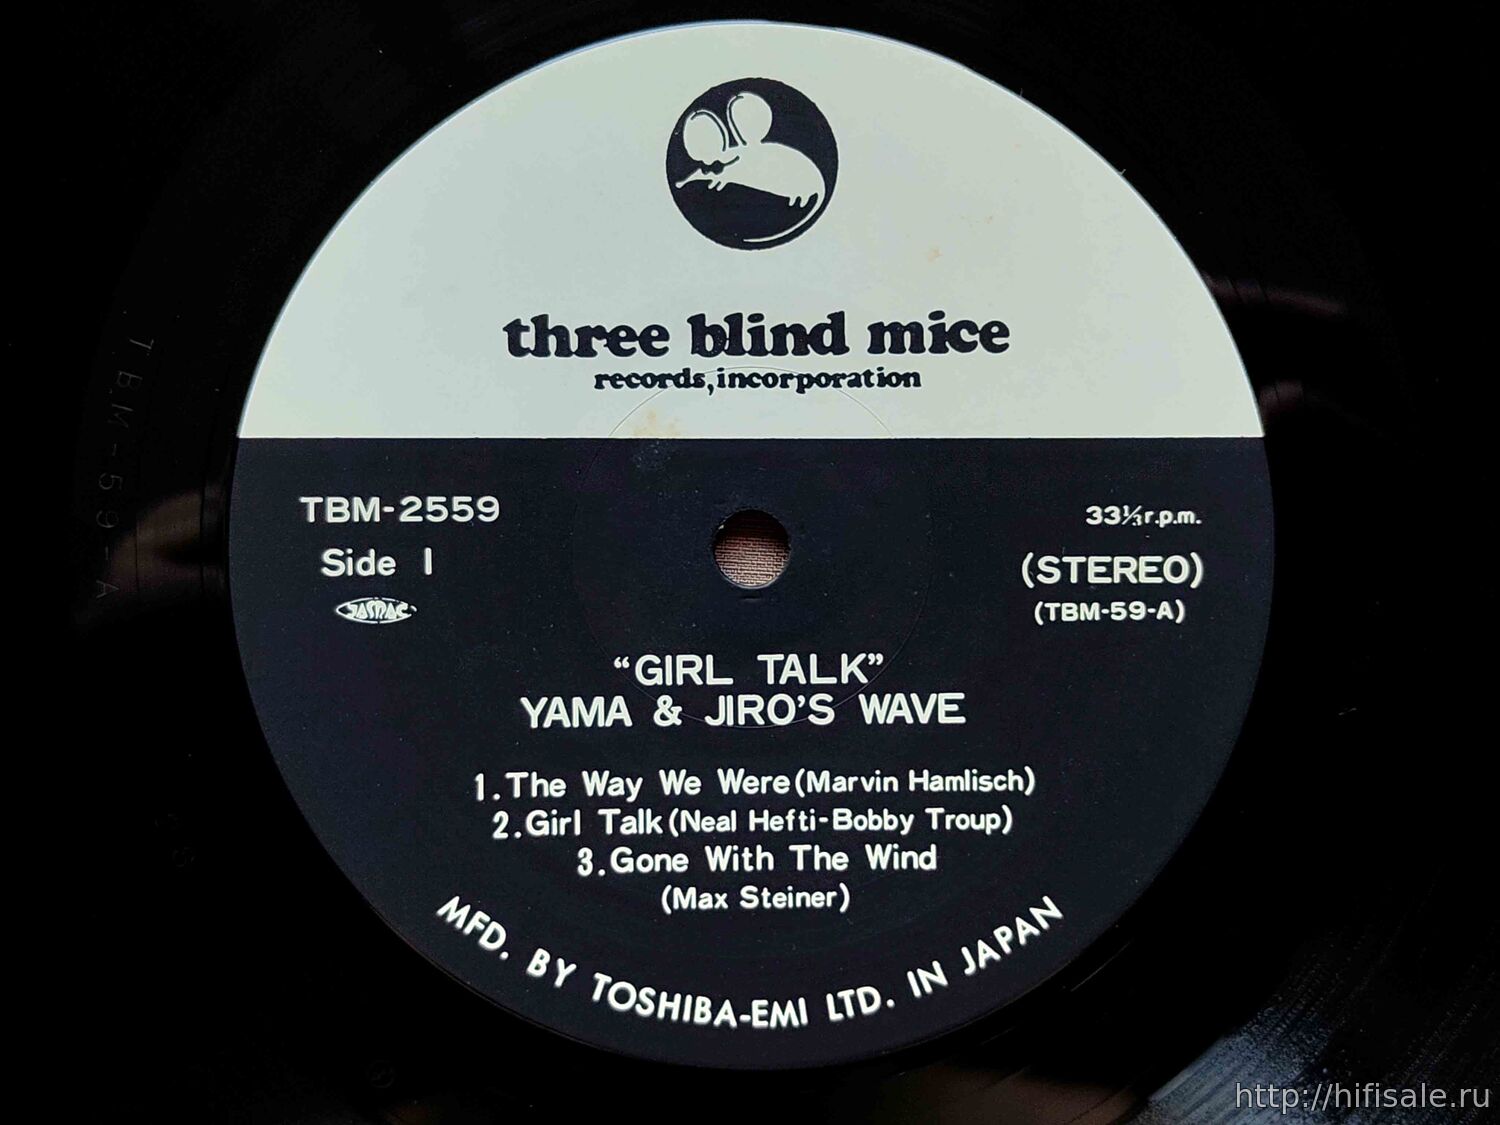 three blind mice
records, incorporation
TBM-2559
Side 1
JASRAC
33⅓ r.p.m.
(STEREO)
(TBM-59-A)
“GIRL TALK”
YAMA & JIRO'S WAVE
1. The Way We Were (Marvin Hamlisch)
2. Girl Talk (Neal Hefti-Bobby Troup)
3. Gone With The Wind
(Max Steiner)
MFD. BY TOSHIBA-EMI LTD. IN JAPAN
TBM-59-A
http://hifisale.ru